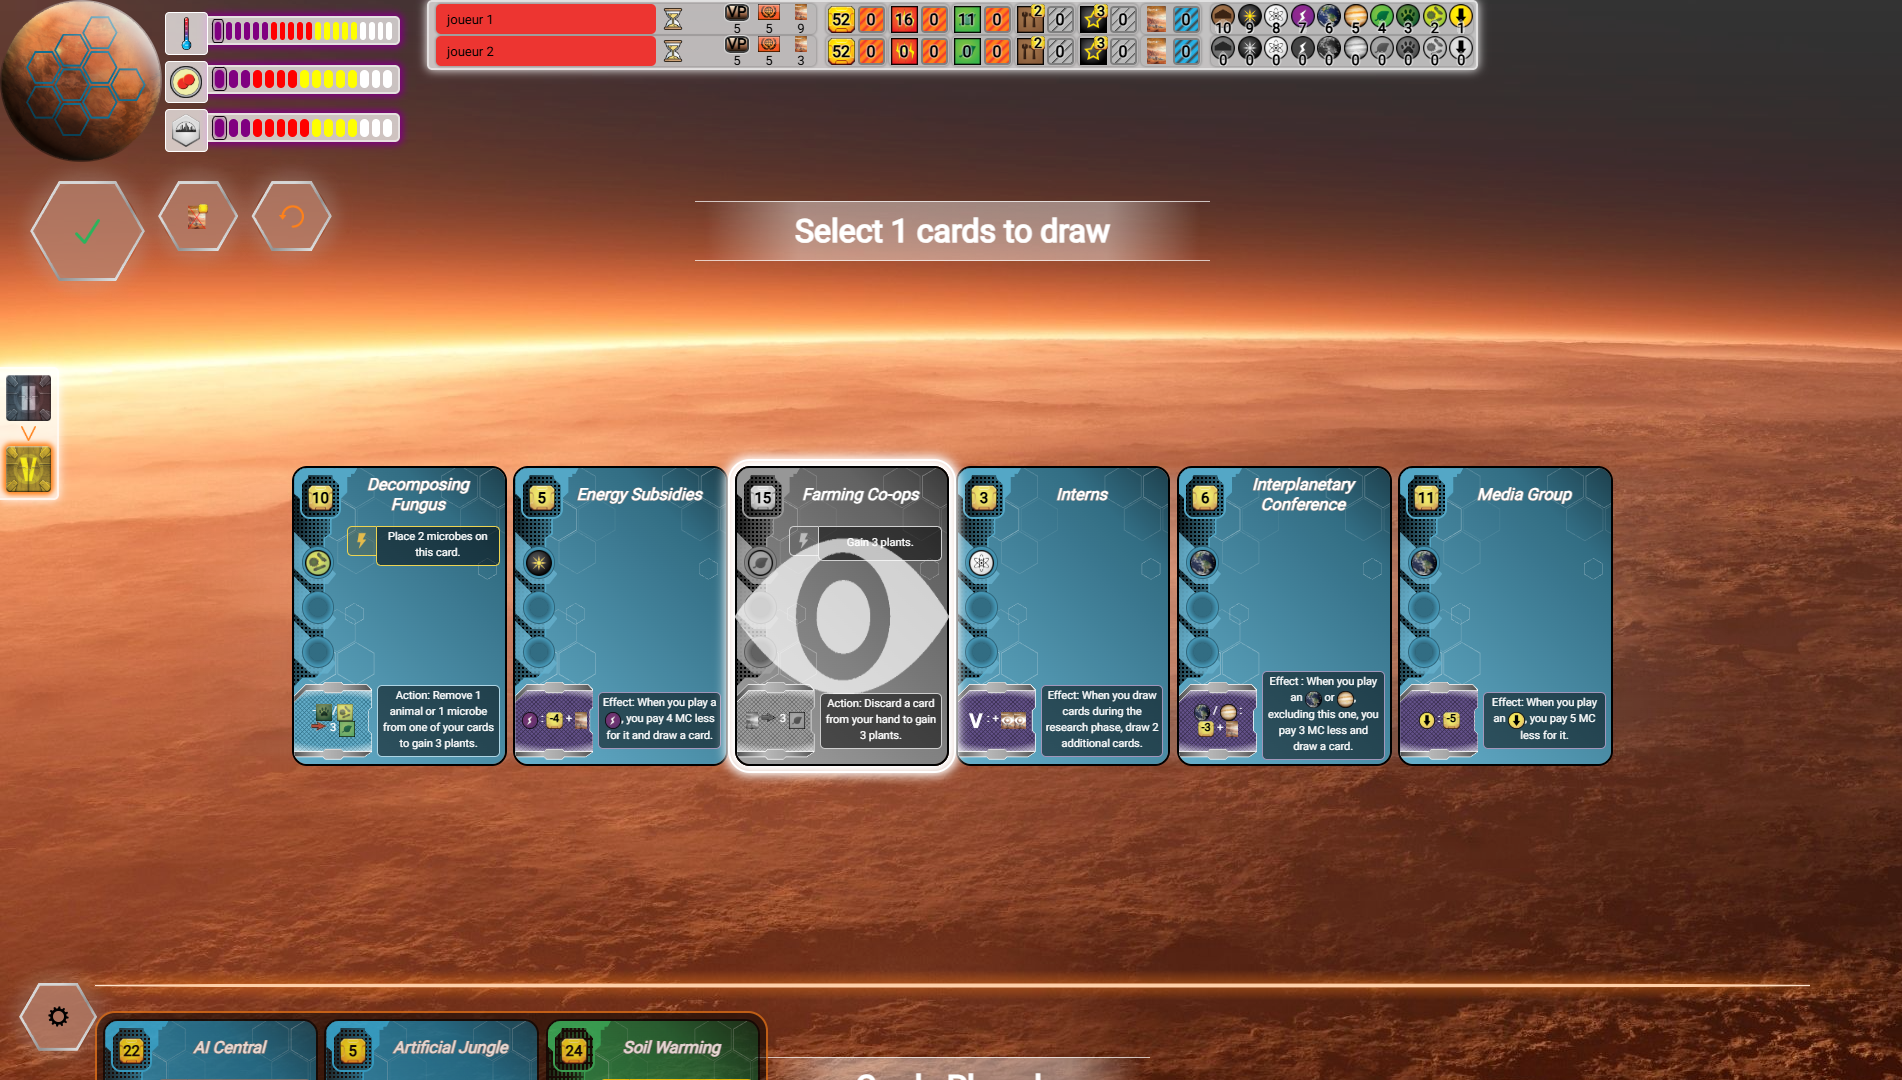 joueur 1
VP
5 5 9
52 0 16 0 11 0 2 0 3 0 0
10 9 8 7 6 5 4 3 2 1
joueur 2
VP
5 5 3
52 0 0 0 0 0 2 0 3 0 0
0 0 0 0 0 0 0 0 0 0
Select 1 cards to draw
V
10
Decomposing
Fungus
Place 2 microbes on
this card.
3
Action: Remove 1
animal or 1 microbe
from one of your cards
to gain 3 plants.
5
Energy Subsidies
: -4 +
Effect: When you play a
, you pay 4 MC less
for it and draw a card.
15
Farming Co-ops
Gain 3 plants.
3
Action: Discard a card
from your hand to gain
3 plants.
3
Interns
V : +
Effect: When you draw
cards during the
research phase, draw 2
additional cards.
6
Interplanetary
Conference
/ :
-3 +
Effect : When you play
an or ,
excluding this one, you
pay 3 MC less and
draw a card.
11
Media Group
: -5
Effect: When you play
an , you pay 5 MC
less for it.
22
AI Central
5
Artificial Jungle
24
Soil Warming